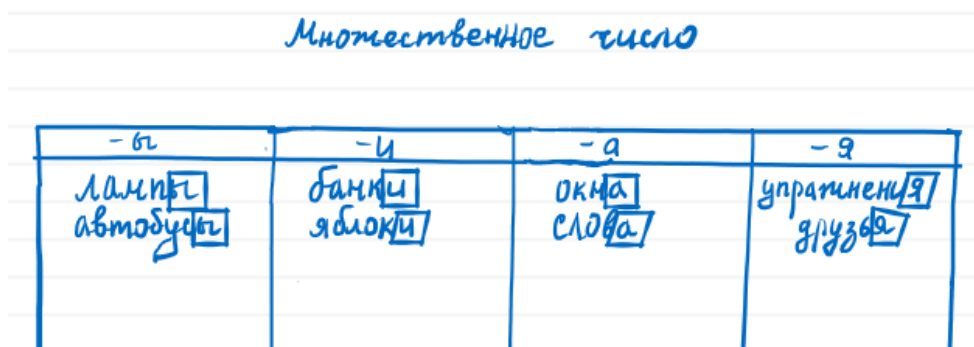 Множественное число
-ы -и -а -я
лампы банки окна упражнения
автобусы яблоки слова друзья